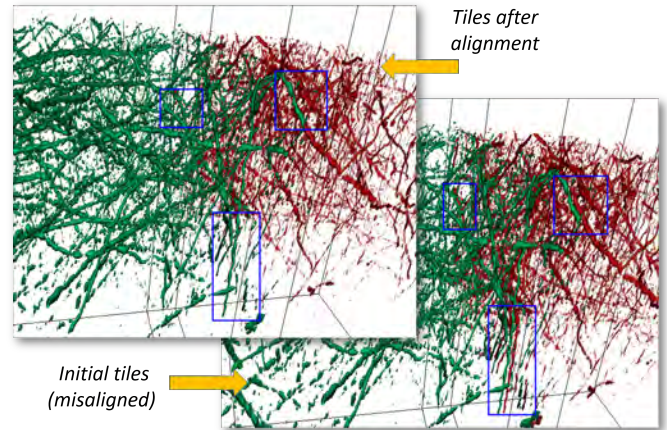 Tiles after
alignment
Initial tiles
(misaligned)